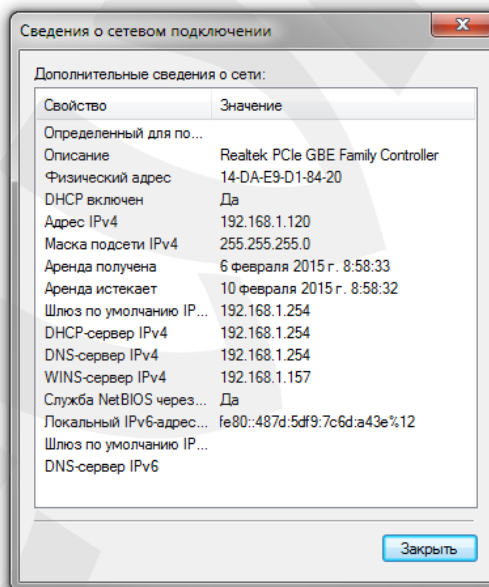 Сведения о сетевом подключении
Дополнительные сведения о сети:
Свойство Значение
Определенный для по...
Описание Realtek PCIe GBE Family Controller
Физический адрес 14-DA-E9-D1-84-20
DHCP включен Да
Адрес IPv4 192.168.1.120
Маска подсети IPv4 255.255.255.0
Аренда получена 6 февраля 2015 г. 8:58:33
Аренда истекает 10 февраля 2015 г. 8:58:32
Шлюз по умолчанию IP... 192.168.1.254
DHCP-сервер IPv4 192.168.1.254
DNS-сервер IPv4 192.168.1.254
WINS-сервер IPv4 192.168.1.157
Служба NetBIOS через... Да
Локальный IPv6-адрес... fe80::487d:5df9:7c6d:a43e%12
Шлюз по умолчанию IP...
DNS-сервер IPv6
Закрыть